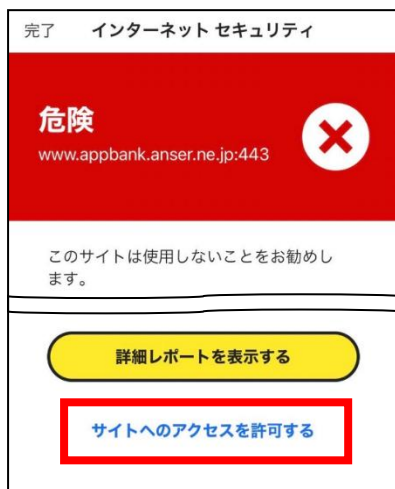 完了 インターネット セキュリティ
危険
www.appbank.anser.ne.jp:443
このサイトは使用しないことをお勧めし
ます。
詳細レポートを表示する
サイトへのアクセスを許可する